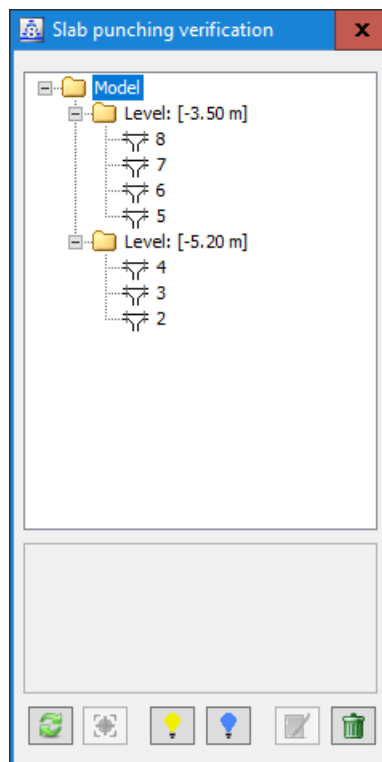 Slab punching verification
x
Model
Level: [-3.50 m]
8
7
6
5
Level: [-5.20 m]
4
3
2